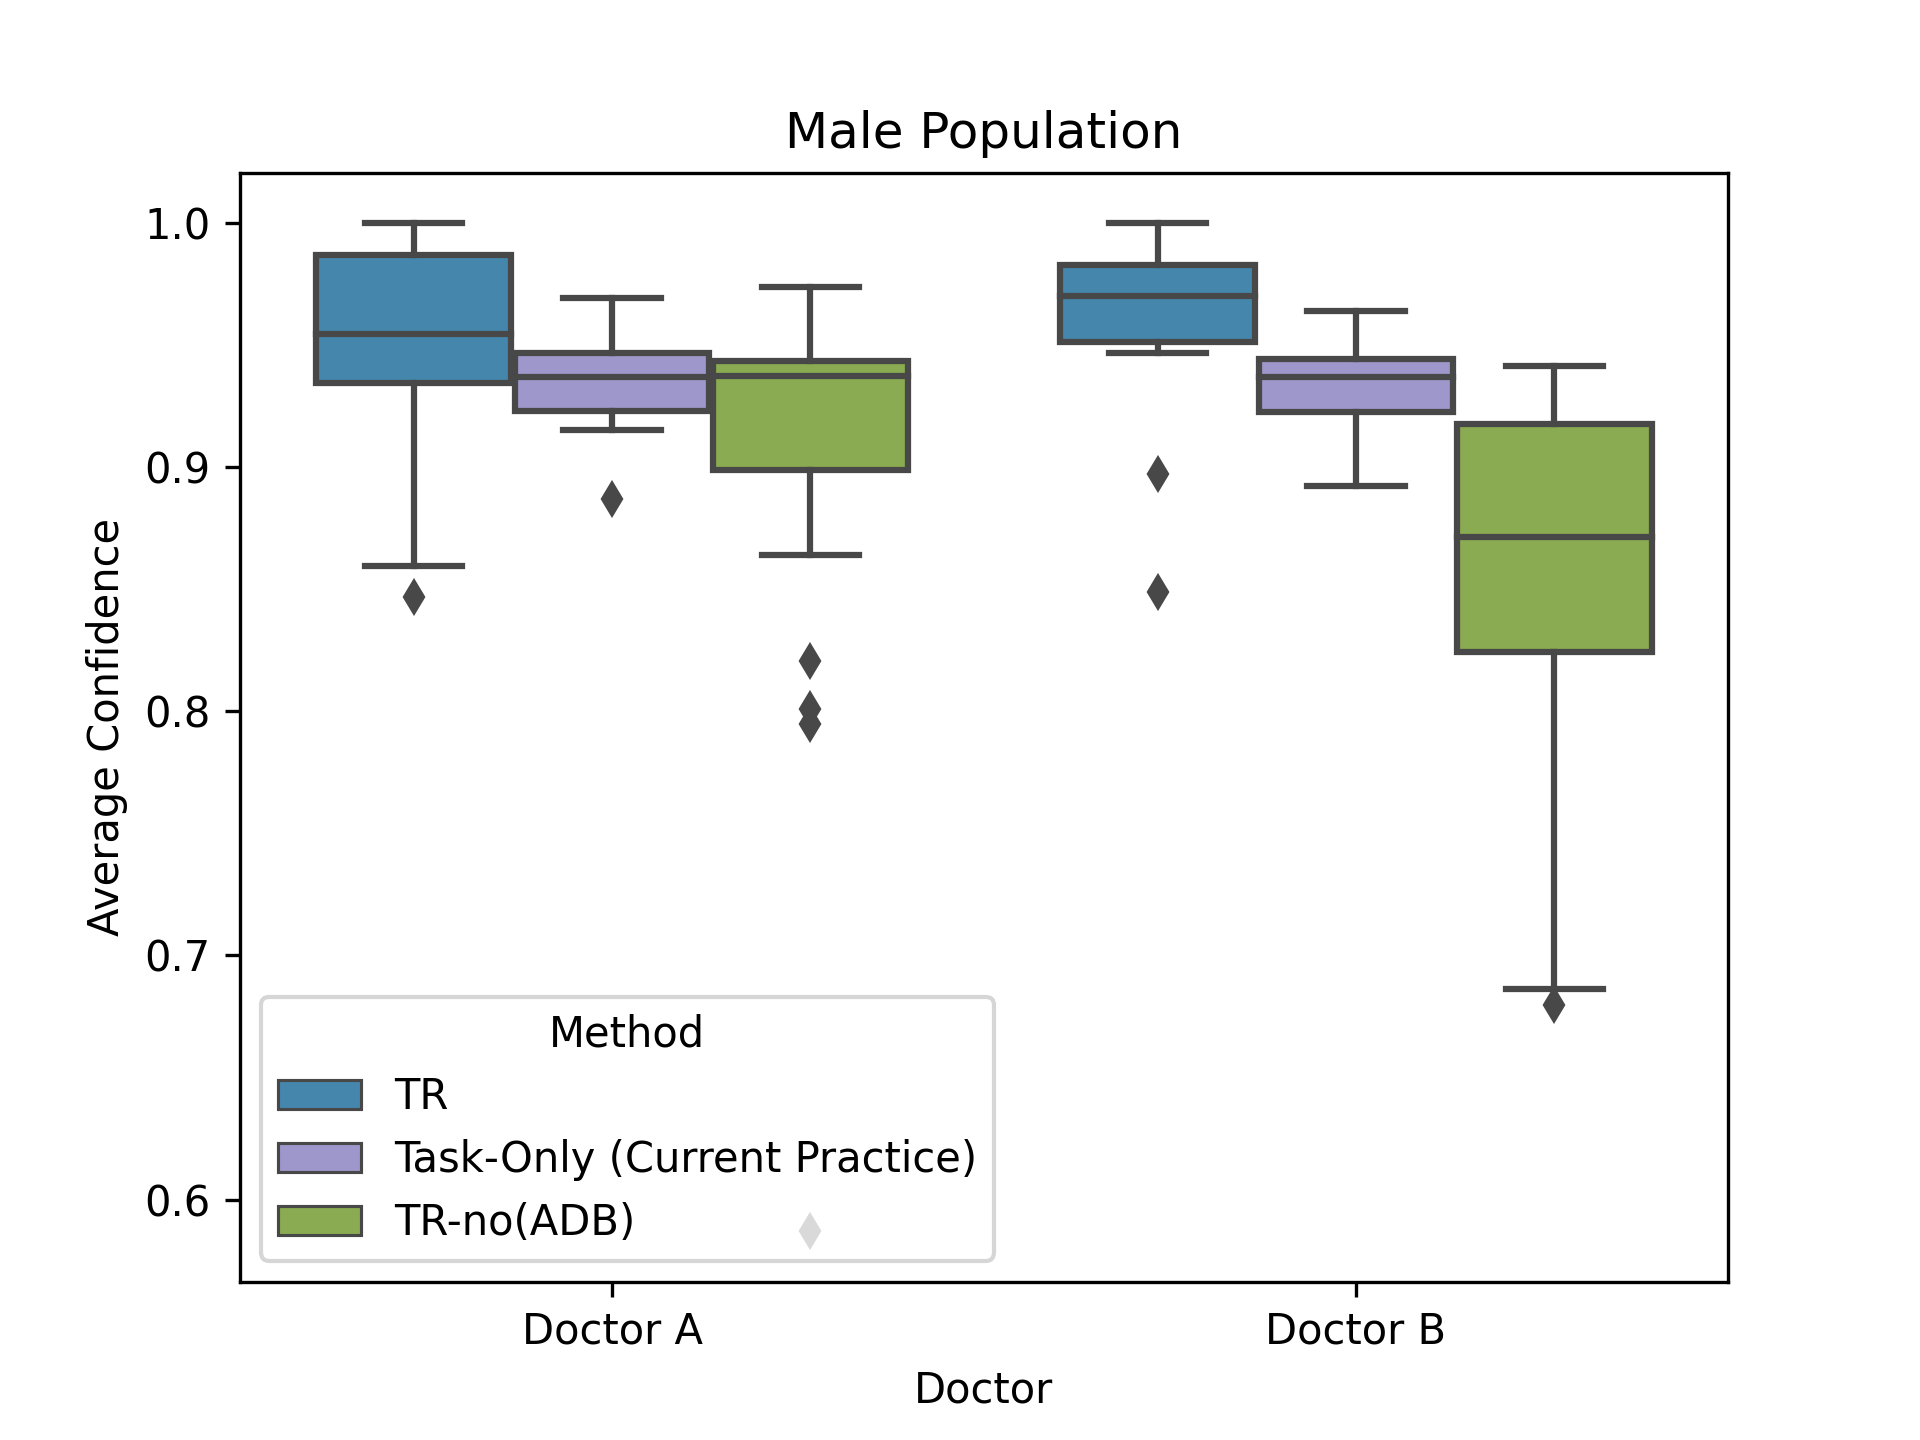 Male Population
1.0
0.9
0.8
0.7
0.6
Average Confidence
Method
TR
Task-Only (Current Practice)
TR-no(ADB)
Doctor A
Doctor B
Doctor